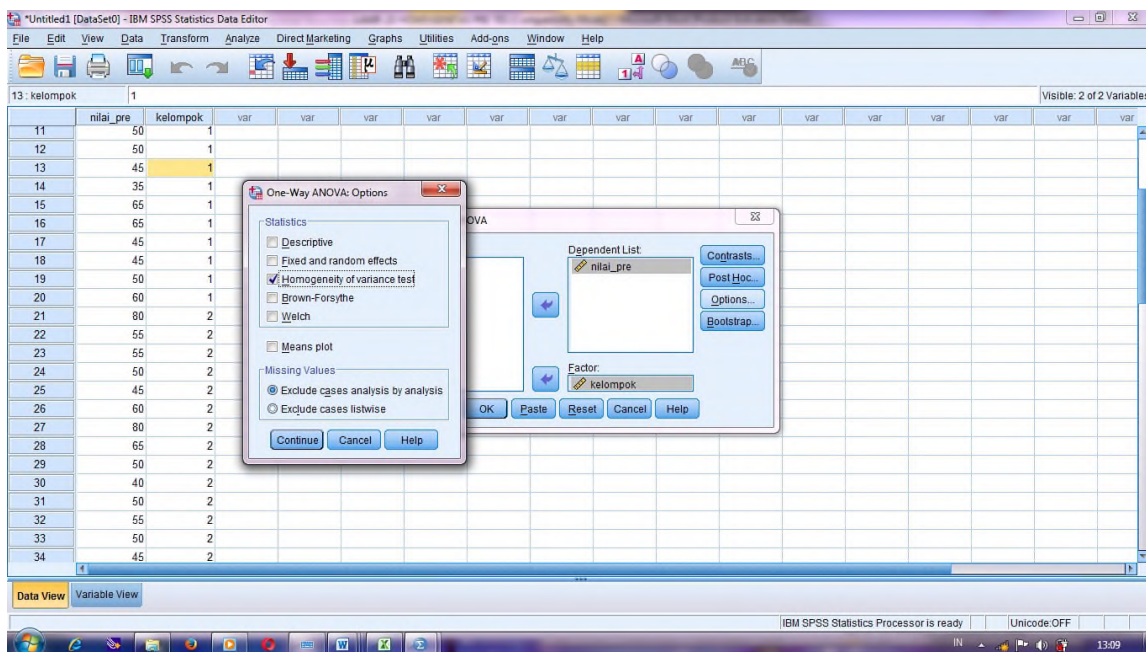 *Untitled1 [DataSet0] - IBM SPSS Statistics Data Editor
File Edit View Data Transform Analyze Direct Marketing Graphs Utilities Add-ons Window Help
13 : kelompok 1 Visible: 2 of 2 Variables
nilai_pre kelompok var var var var var var var var var var var var var var
11 50 1
12 50 1
13 45 1
14 35 1
15 65 1
16 65 1
17 45 1
18 45 1
19 50 1
20 60 1
21 80 2
22 55 2
23 55 2
24 50 2
25 45 2
26 60 2
27 80 2
28 65 2
29 50 2
30 40 2
31 50 2
32 55 2
33 50 2
34 45 2
One-Way ANOVA: Options
Statistics
Descriptive
Fixed and random effects
Homogeneity of variance test
Brown-Forsythe
Welch
Means plot
Missing Values
Exclude cases analysis by analysis
Exclude cases listwise
Continue Cancel Help
OVA
Dependent List:
nilai_pre
Contrasts...
Post Hoc...
Options...
Bootstrap...
Factor:
kelompok
OK Paste Reset Cancel Help
Data View Variable View
IBM SPSS Statistics Processor is ready Unicode:OFF
IN 13:09